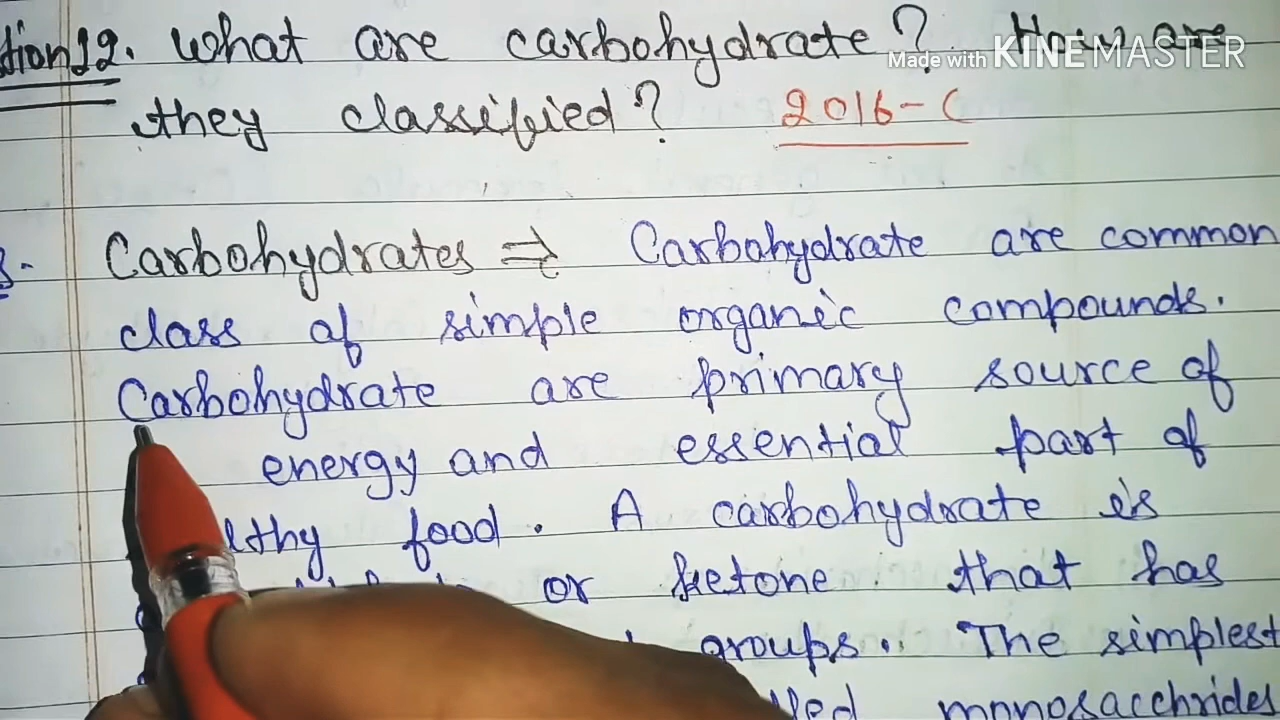 tion12. What are carbohydrate? How are
Made with KINEMASTER
they classified? 2016-C
Carbohydrates ⇒ Carbohydrate are common
class of simple organic compounds.
Carbohydrate are primary source of
energy and essential part of
lthy food. A carbohydrate is
or ketone that has
groups. The simplest
monosacchrides